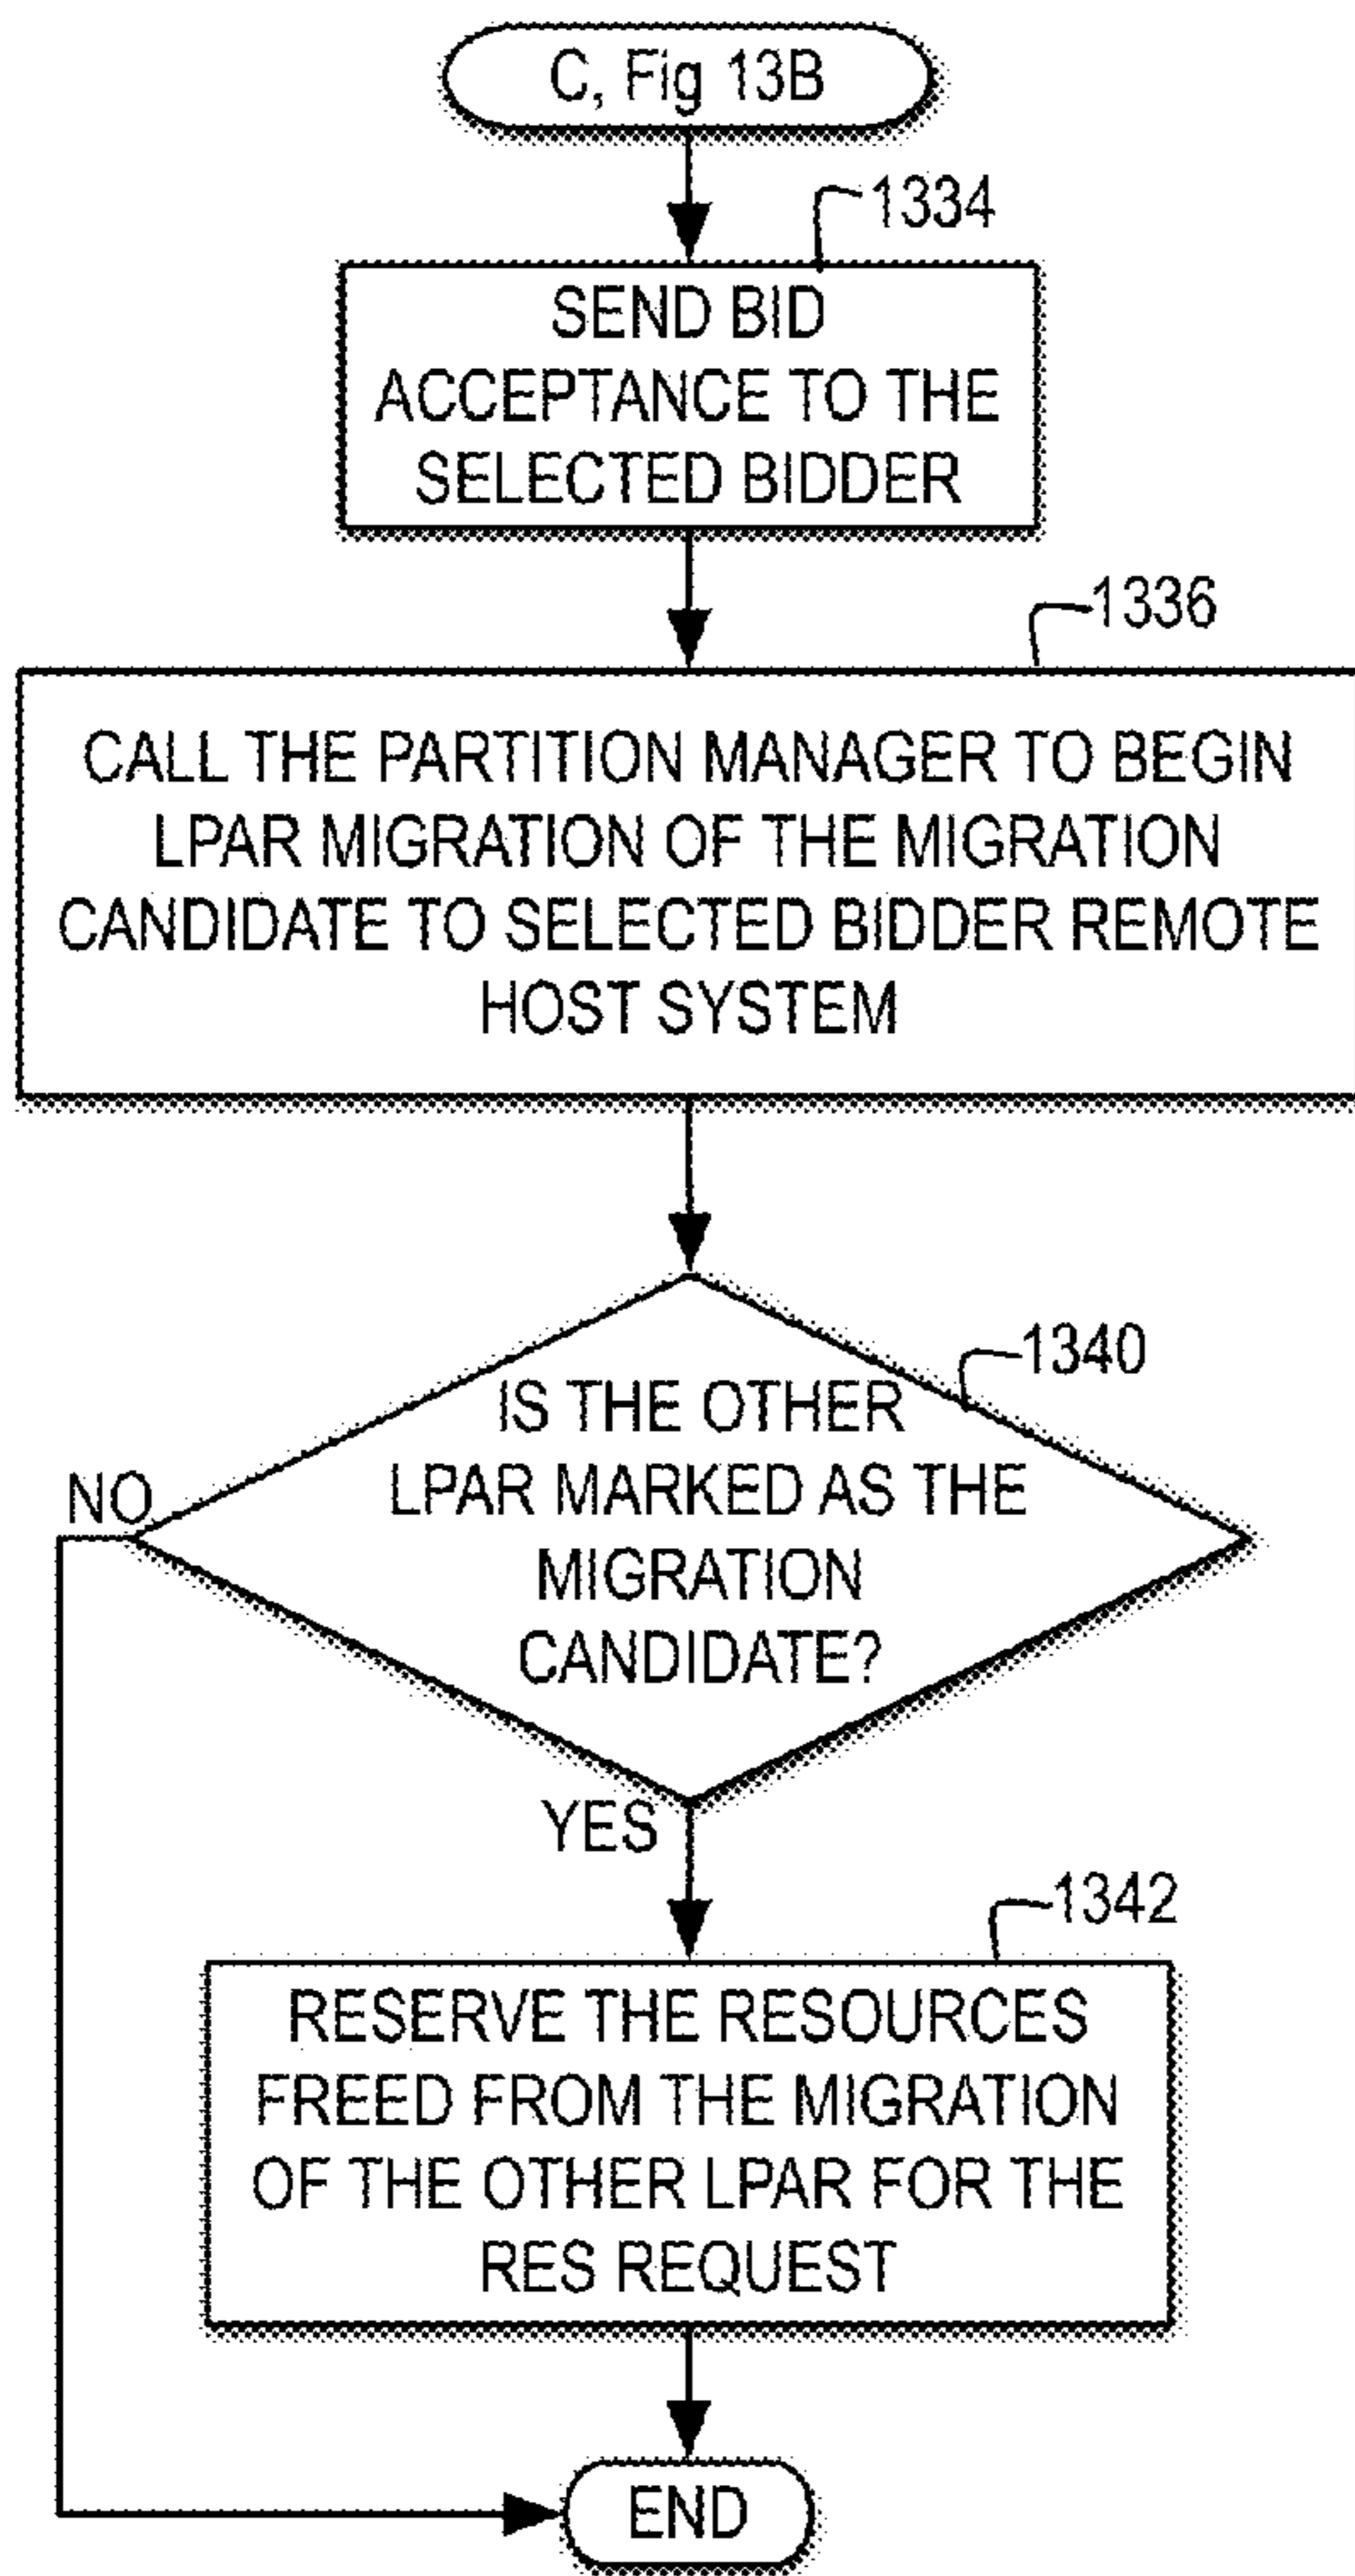 C, Fig 13B
1334
SEND BID
ACCEPTANCE TO THE
SELECTED BIDDER
1336
CALL THE PARTITION MANAGER TO BEGIN
LPAR MIGRATION OF THE MIGRATION
CANDIDATE TO SELECTED BIDDER REMOTE
HOST SYSTEM
1340
IS THE OTHER
LPAR MARKED AS THE
MIGRATION
CANDIDATE?
NO
YES
1342
RESERVE THE RESOURCES
FREED FROM THE MIGRATION
OF THE OTHER LPAR FOR THE
RES REQUEST
END